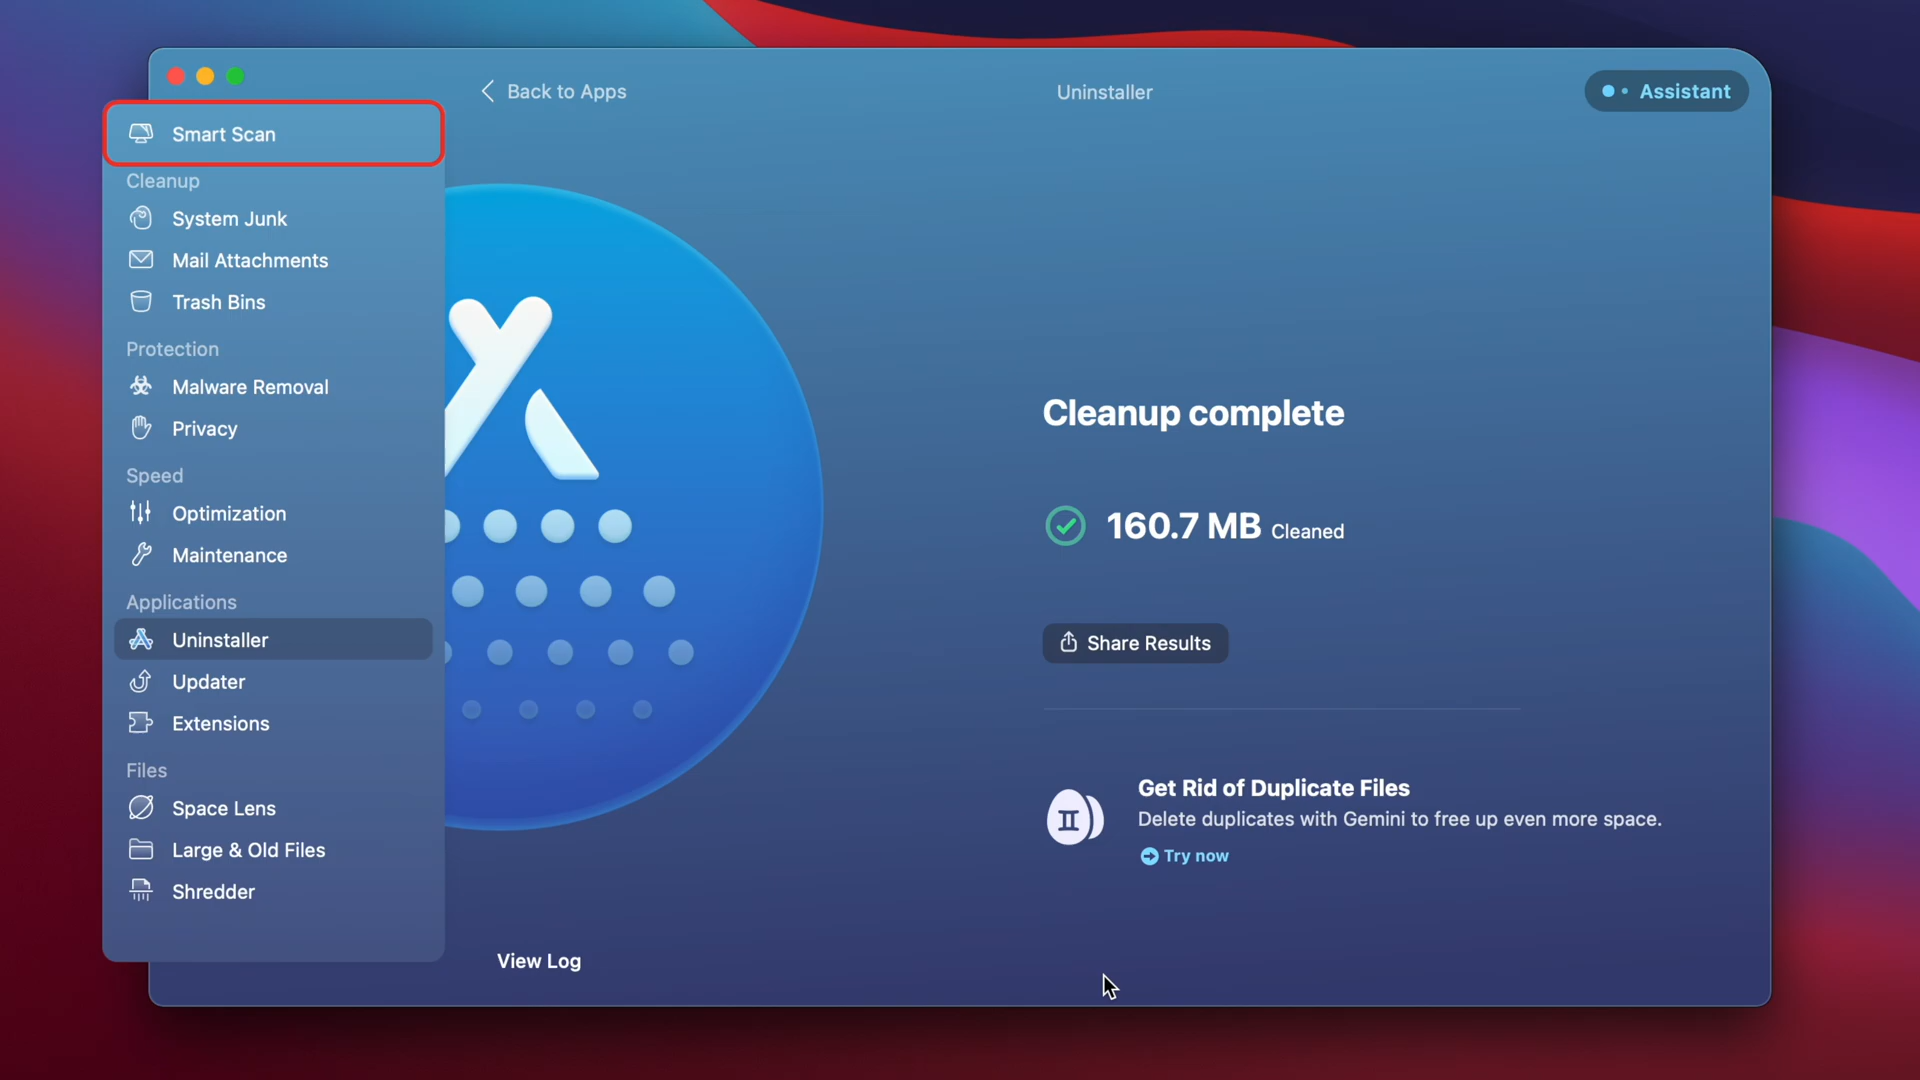 Back to Apps
Uninstaller
Assistant
Smart Scan
Cleanup
System Junk
Mail Attachments
Trash Bins
Protection
Malware Removal
Privacy
Speed
Optimization
Maintenance
Applications
Uninstaller
Updater
Extensions
Files
Space Lens
Large & Old Files
Shredder
Cleanup complete
160.7 MB Cleaned
Share Results
Get Rid of Duplicate Files
Delete duplicates with Gemini to free up even more space.
Try now
View Log